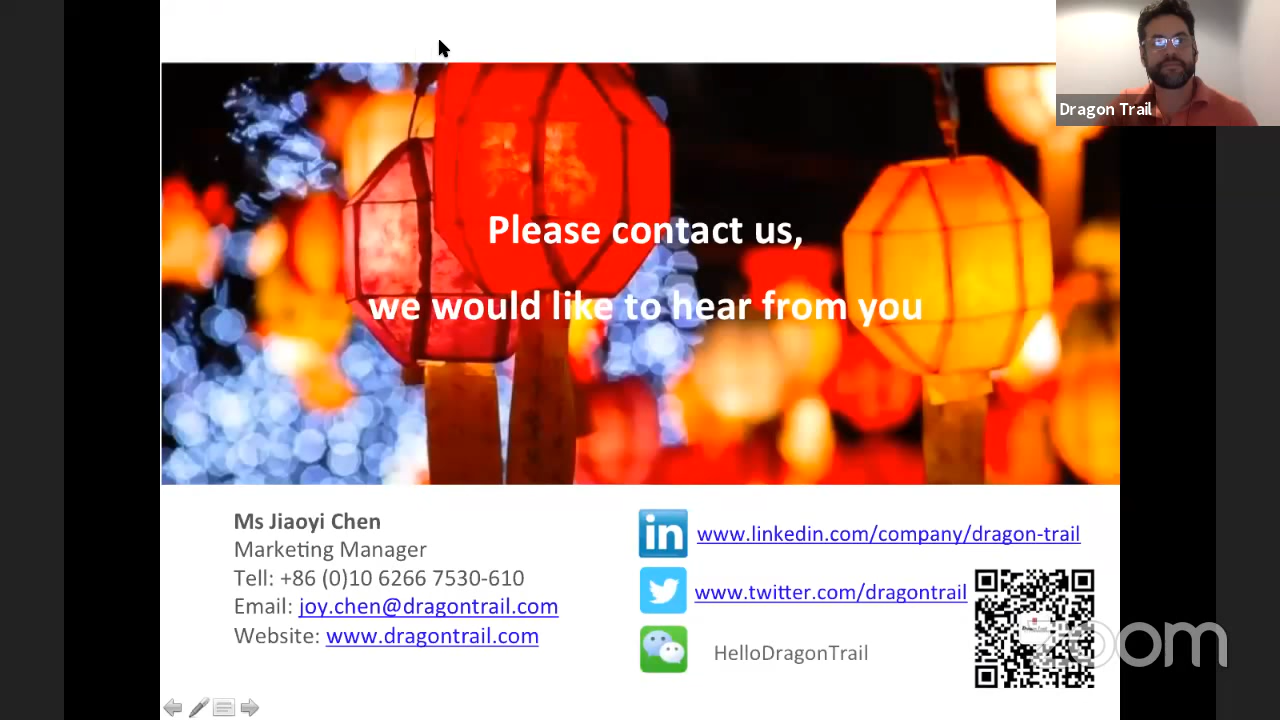 Dragon Trail
Please contact us,
we would like to hear from you
Ms Jiaoyi Chen
Marketing Manager
Tell: +86 (0)10 6266 7530-610
Email: joy.chen@dragontrail.com
Website: www.dragontrail.com
in www.linkedin.com/company/dragon-trail
www.twitter.com/dragontrail
HelloDragonTrail
zoom